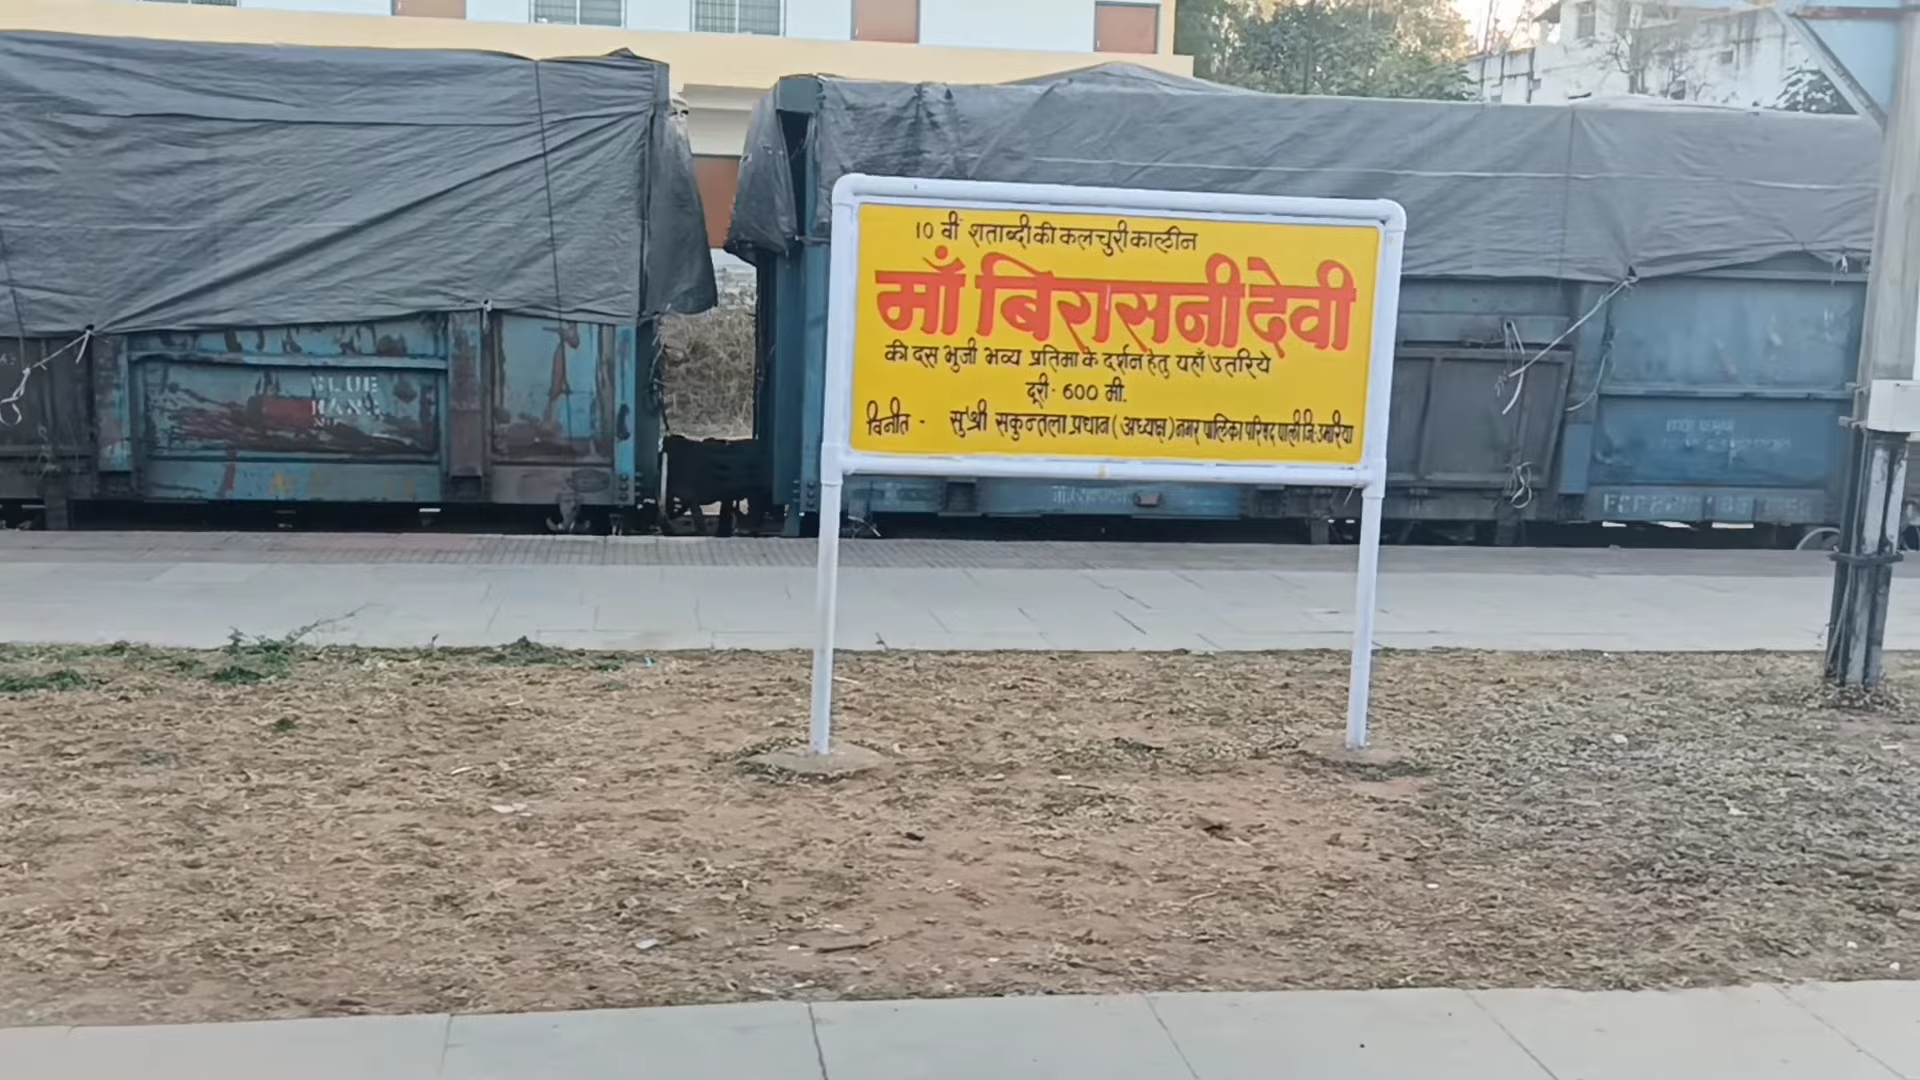 10 वीं शताब्दी की कलचुरी कालीन
माँ बिरासनी देवी
की दस भुजी भव्य प्रतिमा के दर्शन हेतु यहाँ उतरिये
दूरी - 600 मी.
विनीत - सुश्री सकुन्तला प्रधान (अध्यक्ष) नगर पालिका परिषद पाली जि. उमरिया